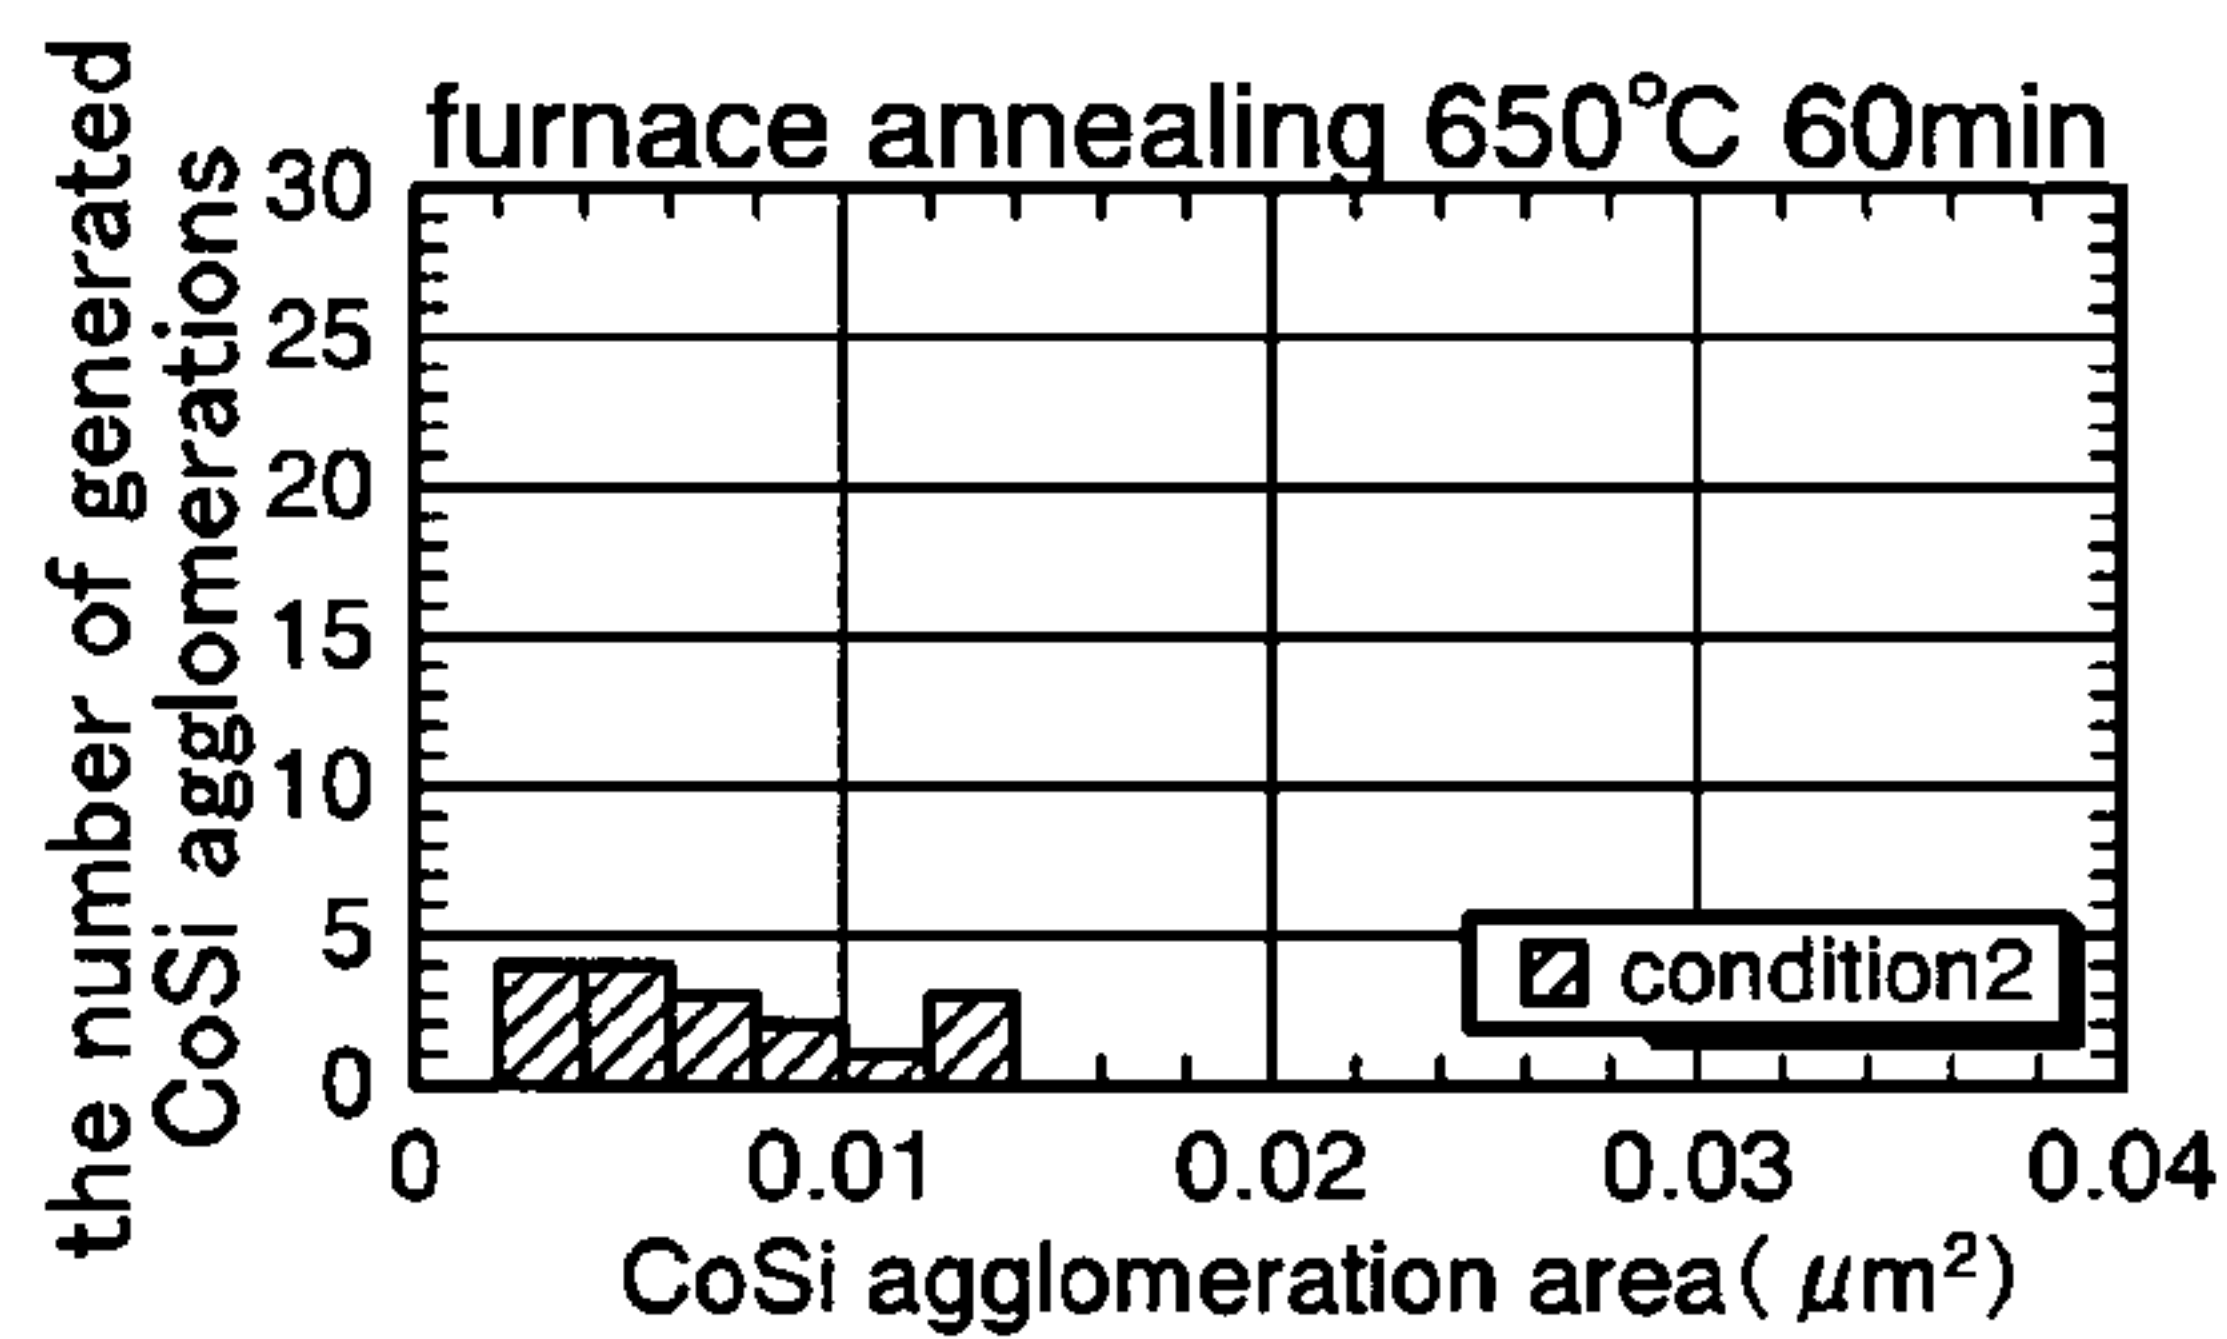 furnace annealing 650°C 60min
the number of generated
CoSi agglomerations
30
25
20
15
10
5
0
condition2
0 0.01 0.02 0.03 0.04
CoSi agglomeration area( μm²)